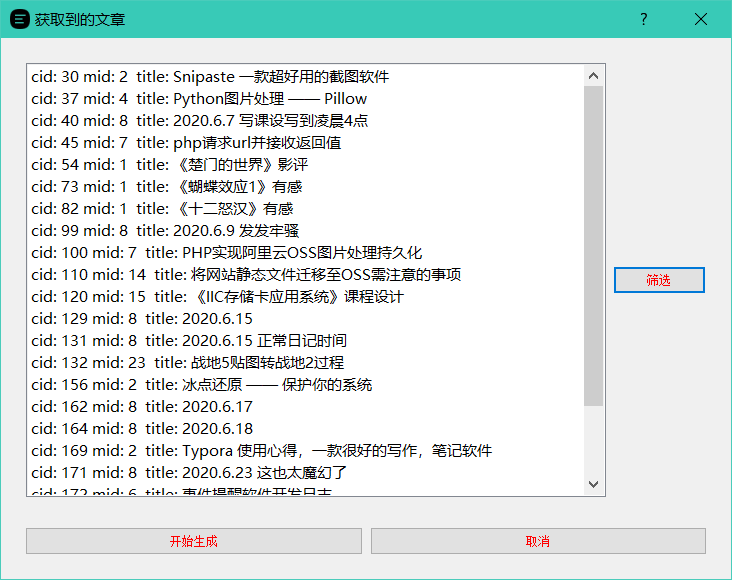 获取到的文章
?
cid: 30 mid: 2 title: Snipaste 一款超好用的截图软件
cid: 37 mid: 4 title: Python图片处理 —— Pillow
cid: 40 mid: 8 title: 2020.6.7 写课设写到凌晨4点
cid: 45 mid: 7 title: php请求url并接收返回值
cid: 54 mid: 1 title: 《楚门的世界》影评
cid: 73 mid: 1 title: 《蝴蝶效应1》有感
cid: 82 mid: 1 title: 《十二怒汉》有感
cid: 99 mid: 8 title: 2020.6.9 发发牢骚
cid: 100 mid: 7 title: PHP实现阿里云OSS图片处理持久化
cid: 110 mid: 14 title: 将网站静态文件迁移至OSS需注意的事项
cid: 120 mid: 15 title: 《IIC存储卡应用系统》课程设计
cid: 129 mid: 8 title: 2020.6.15
cid: 131 mid: 8 title: 2020.6.15 正常日记时间
cid: 132 mid: 23 title: 战地5贴图转战地2过程
cid: 156 mid: 2 title: 冰点还原 —— 保护你的系统
cid: 162 mid: 8 title: 2020.6.17
cid: 164 mid: 8 title: 2020.6.18
cid: 169 mid: 2 title: Typora 使用心得，一款很好的写作，笔记软件
cid: 171 mid: 8 title: 2020.6.23 这也太魔幻了
cid: 172 mid: 6 title: 事件提醒软件开发日志
筛选
开始生成
取消